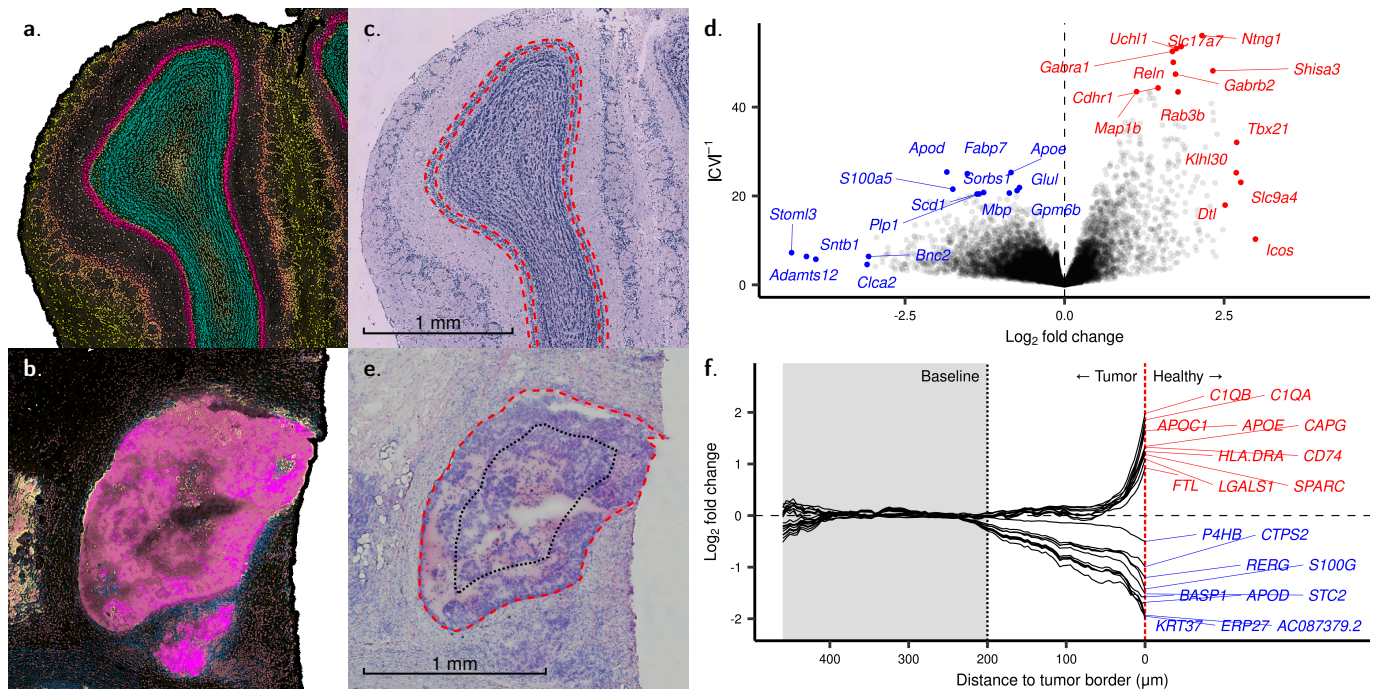 a.
c.
1 mm
d.
|CV|⁻¹
40
20
0
Uchl1
Slc17a7
Ntng1
Gabra1
Reln
Shisa3
Gabrb2
Cdhr1
Map1b
Rab3b
Tbx21
Klhl30
Slc9a4
Dtl
Icos
Apod
Fabp7
Apoe
S100a5
Sorbs1
Glul
Scd1
Plp1
Mbp
Gpm6b
Stoml3
Sntb1
Bnc2
Adamts12
Clca2
-2.5
0.0
2.5
Log₂ fold change
b.
e.
1 mm
f.
Baseline
← Tumor
Healthy →
Log₂ fold change
2
1
0
-1
-2
C1QB
C1QA
APOC1
APOE
CAPG
HLA.DRA
CD74
FTL
LGALS1
SPARC
P4HB
CTPS2
RERG
S100G
BASP1
APOD
STC2
KRT37
ERP27
AC087379.2
400
300
200
100
0
Distance to tumor border (µm)